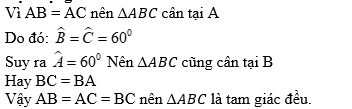 Vì AB = AC nên ΔABC cân tại A
Do đó: B̂ = Ĉ = 60⁰
Suy ra Â = 60⁰ Nên ΔABC cũng cân tại B
Hay BC = BA
Vậy AB = AC = BC nên ΔABC là tam giác đều.